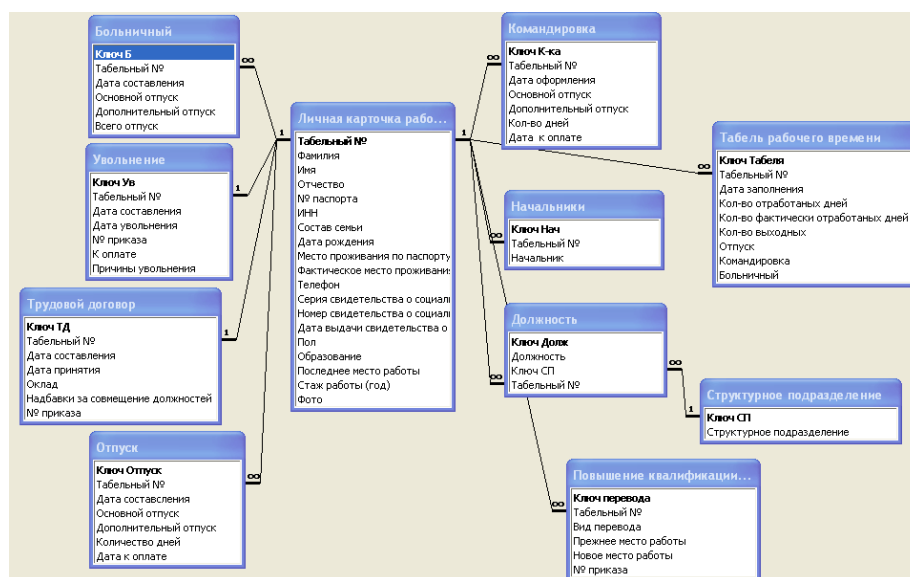 Больничный
Ключ Б
Табельный №
Дата составления
Основной отпуск
Дополнительный отпуск
Всего отпуск
∞
1
Увольнение
Ключ Ув
Табельный №
Дата составления
Дата увольнения
№ приказа
К оплате
Причины увольнения
1
Трудовой договор
Ключ ТД
Табельный №
Дата составления
Дата принятия
Оклад
Надбавки за совмещение должностей
№ приказа
1
Отпуск
Ключ Отпуск
Табельный №
Дата составсления
Основной отпуск
Дополнительный отпуск
Количество дней
Дата к оплате
∞
Личная карточка рабо...
Табельный №
Фамилия
Имя
Отчество
№ паспорта
ИНН
Состав семьи
Дата рождения
Место проживания по паспорту
Фактическое место проживани
Телефон
Серия свидетельства о социал
Номер свидетельства о социал
Дата выдачи свидетельства о
Пол
Образование
Последнее место работы
Стаж работы (год)
Фото
1
Командировка
Ключ К-ка
Табельный №
Дата оформления
Основной отпуск
Дополнительный отпуск
Кол-во дней
Дата к оплате
∞
Табель рабочего времени
Ключ Табеля
Табельный №
Дата заполнения
Кол-во отработаных дней
Кол-во фактически отработаных дней
Кол-во выходных
Отпуск
Командировка
Больничный
∞
Начальники
Ключ Нач
Табельный №
Начальник
∞
Должность
Ключ Долж
Должность
Ключ СП
Табельный №
∞
∞
1
Структурное подразделение
Ключ СП
Структурное подразделение
Повышение квалификации...
Ключ перевода
Табельный №
Вид перевода
Прежнее место работы
Новое место работы
№ приказа
∞